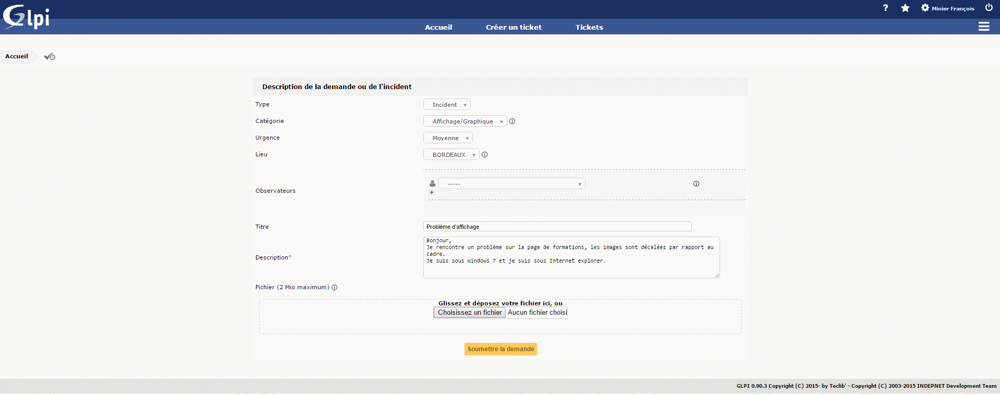 Glpi
? Minier François
Accueil Créer un ticket Tickets
Accueil
Description de la demande ou de l'incident
Type Incident
Catégorie Affichage/Graphique
Urgence Moyenne
Lieu BORDEAUX
Observateurs -----
+
Titre Problème d'affichage
Description*
Bonjour,
Je rencontre un problème sur la page de formations, les images sont décalées par rapport au
cadre.
Je suis sous Windows 7 et je suis sous Internet explorer.
Fichier (2 Mio maximum)
Glissez et déposez votre fichier ici, ou
Choisissez un fichier Aucun fichier choisi
Soumettre la demande
GLPI 0.90.3 Copyright (C) 2015- by Teclib' - Copyright (C) 2003-2015 INDEPNET Development Team